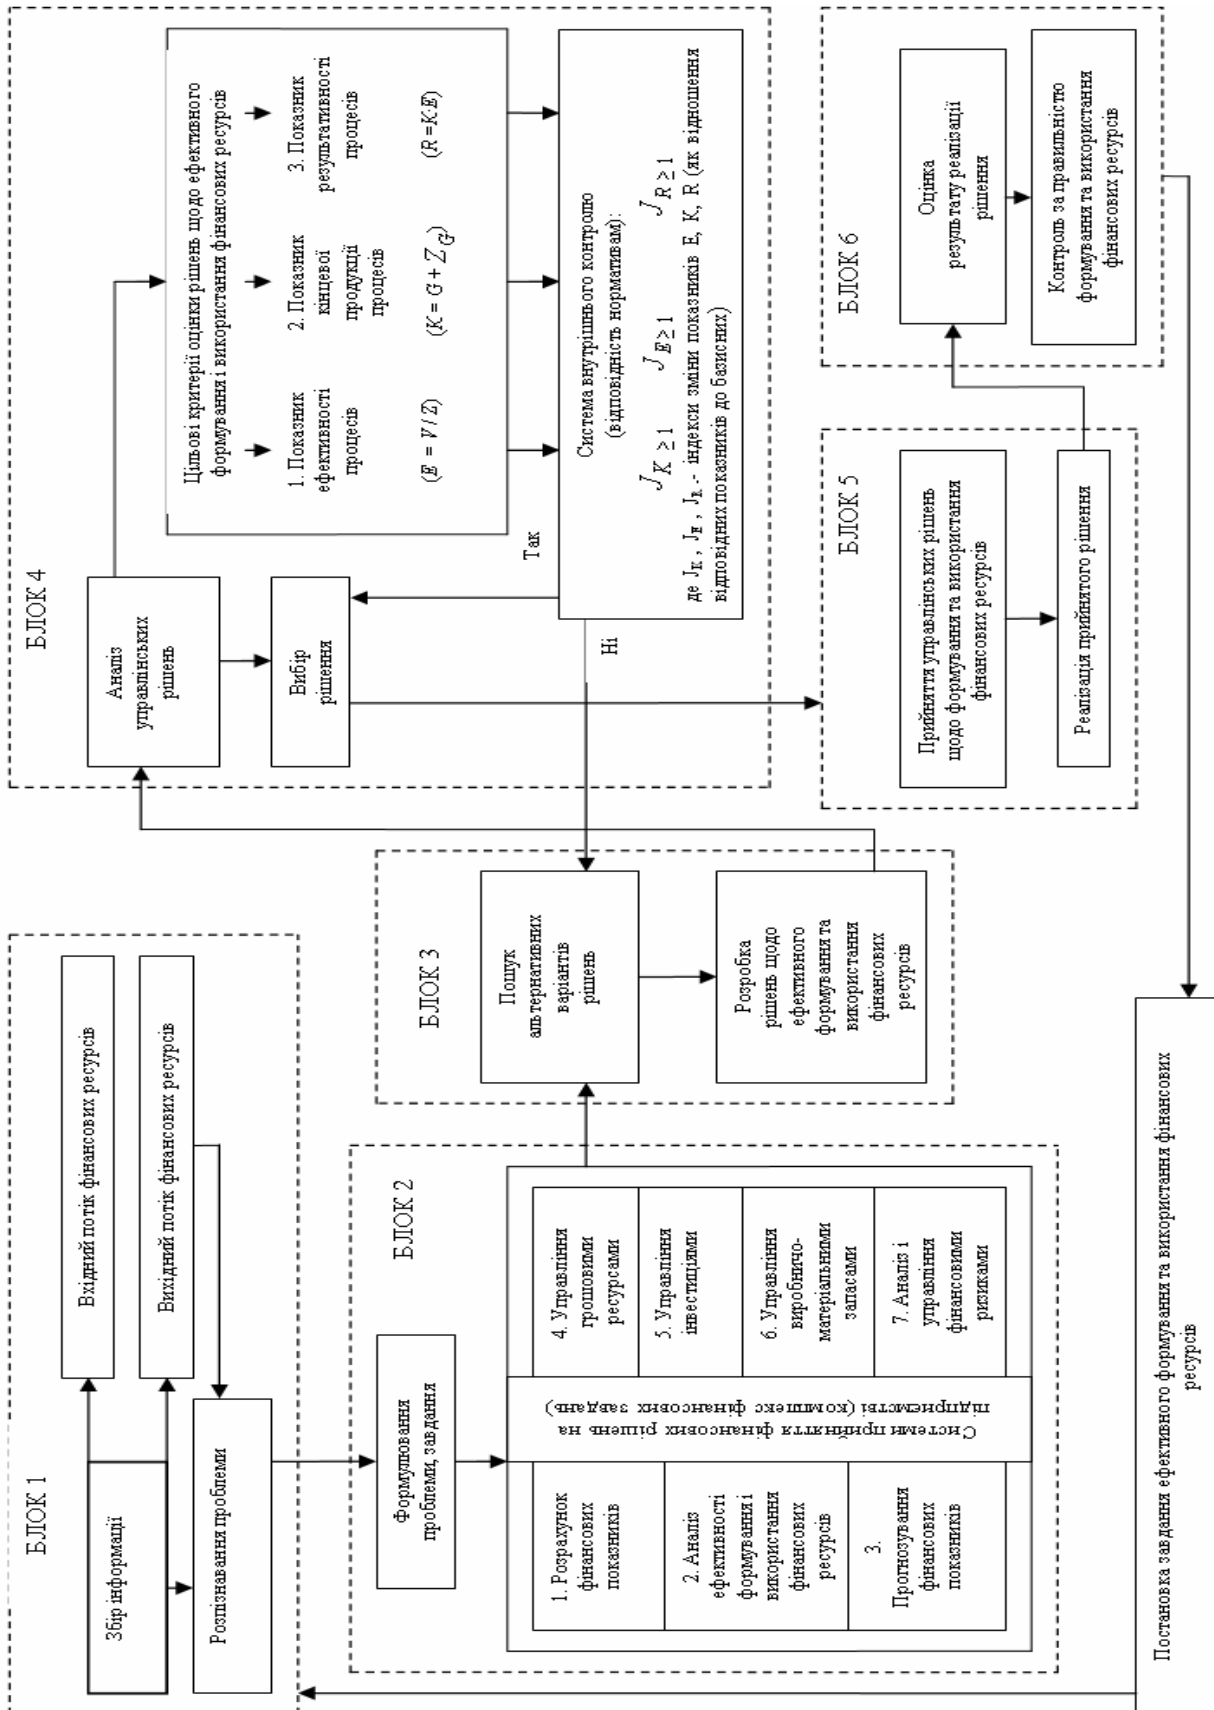 БЛОК 1
Збір інформації
Розпізнавання проблеми
Вхідний потік фінансових ресурсів
Вихідний потік фінансових ресурсів
БЛОК 2
Формулювання
проблеми, завдання
1. Розрахунок
фінансових
показників
2. Аналіз
ефективності
формування і
використання
фінансових
ресурсів
3.
Прогнозування
фінансових
показників
Системи прийняття фінансових рішень на
підприємстві (комплекс фінансових завдань)
4. Управління
грошовими
ресурсами
5. Управління
інвестиціями
6. Управління
виробничо-
матеріальними
запасами
7. Аналіз і
управління
фінансовими
ризиками
БЛОК 3
Пошук
альтернативних
варіантів
рішень
Розробка
рішень щодо
ефективного
формування та
використання
фінансових
ресурсів
БЛОК 4
Аналіз
управлінських
рішень
Вибір
рішення
Цільові критерії оцінки рішень щодо ефективного
формування і використання фінансових ресурсів
1. Показник
ефективності
процесів
(E = V / Z)
2. Показник
кінцевої
продукції
процесів
(K = G + Z_G)
3. Показник
результативності
процесів
(R = K·E)
Так
Ні
Система внутрішнього контролю
(відповідність нормативам):
J_K ≥ 1 J_E ≥ 1 J_R ≥ 1
де J_K , J_E , J_R .- індекси зміни показників E, K, R (як відношення
відповідних показників до базисних)
БЛОК 5
Прийняття управлінських рішень
щодо формування та використання
фінансових ресурсів
Реалізація прийнятого рішення
БЛОК 6
Оцінка
результату реалізації
рішення
Контроль за правильністю
формування та використання
фінансових ресурсів
Постановка завдання ефективного формування та використання фінансових
ресурсів